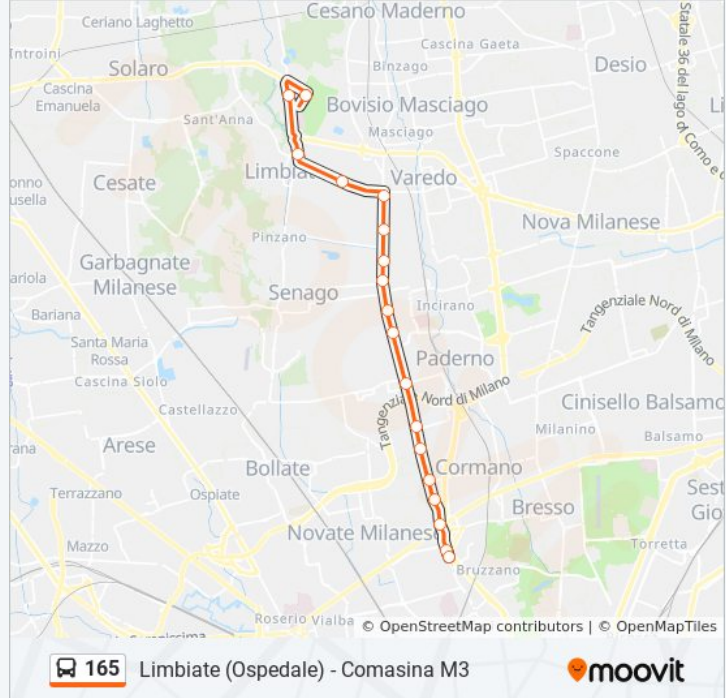 Cesano Maderno
Ceriano Laghetto
Cascina Gaeta
Introini
Solaro
Binzago
Desio
Statale 36 del lago di Como e
Cascina
Emanuela
Bovisio Masciago
Sant'Anna
Masciago
Spaccone
Limbiat
Varedo
Cesate
Nova Milanese
Pinzano
Garbagnate
Milanese
Senago
Incirano
Tangenziale Nord di Milano
Bariana
Santa Maria
Rossa
Paderno
Cascina Siolo
Tangenziale Nord di Milano
Castellazzo
Cinisello Balsamo
Milanino
Balsamo
Arese
Bollate
Cormano
Terrazzano
Ospiate
Bresso
Sest
Gio
Novate Milanese
Mazzo
Torretta
Bruzzano
Roserio
Vialba
© OpenStreetMap contributors | © OpenMapTiles
165
Limbiate (Ospedale) - Comasina M3
moovit